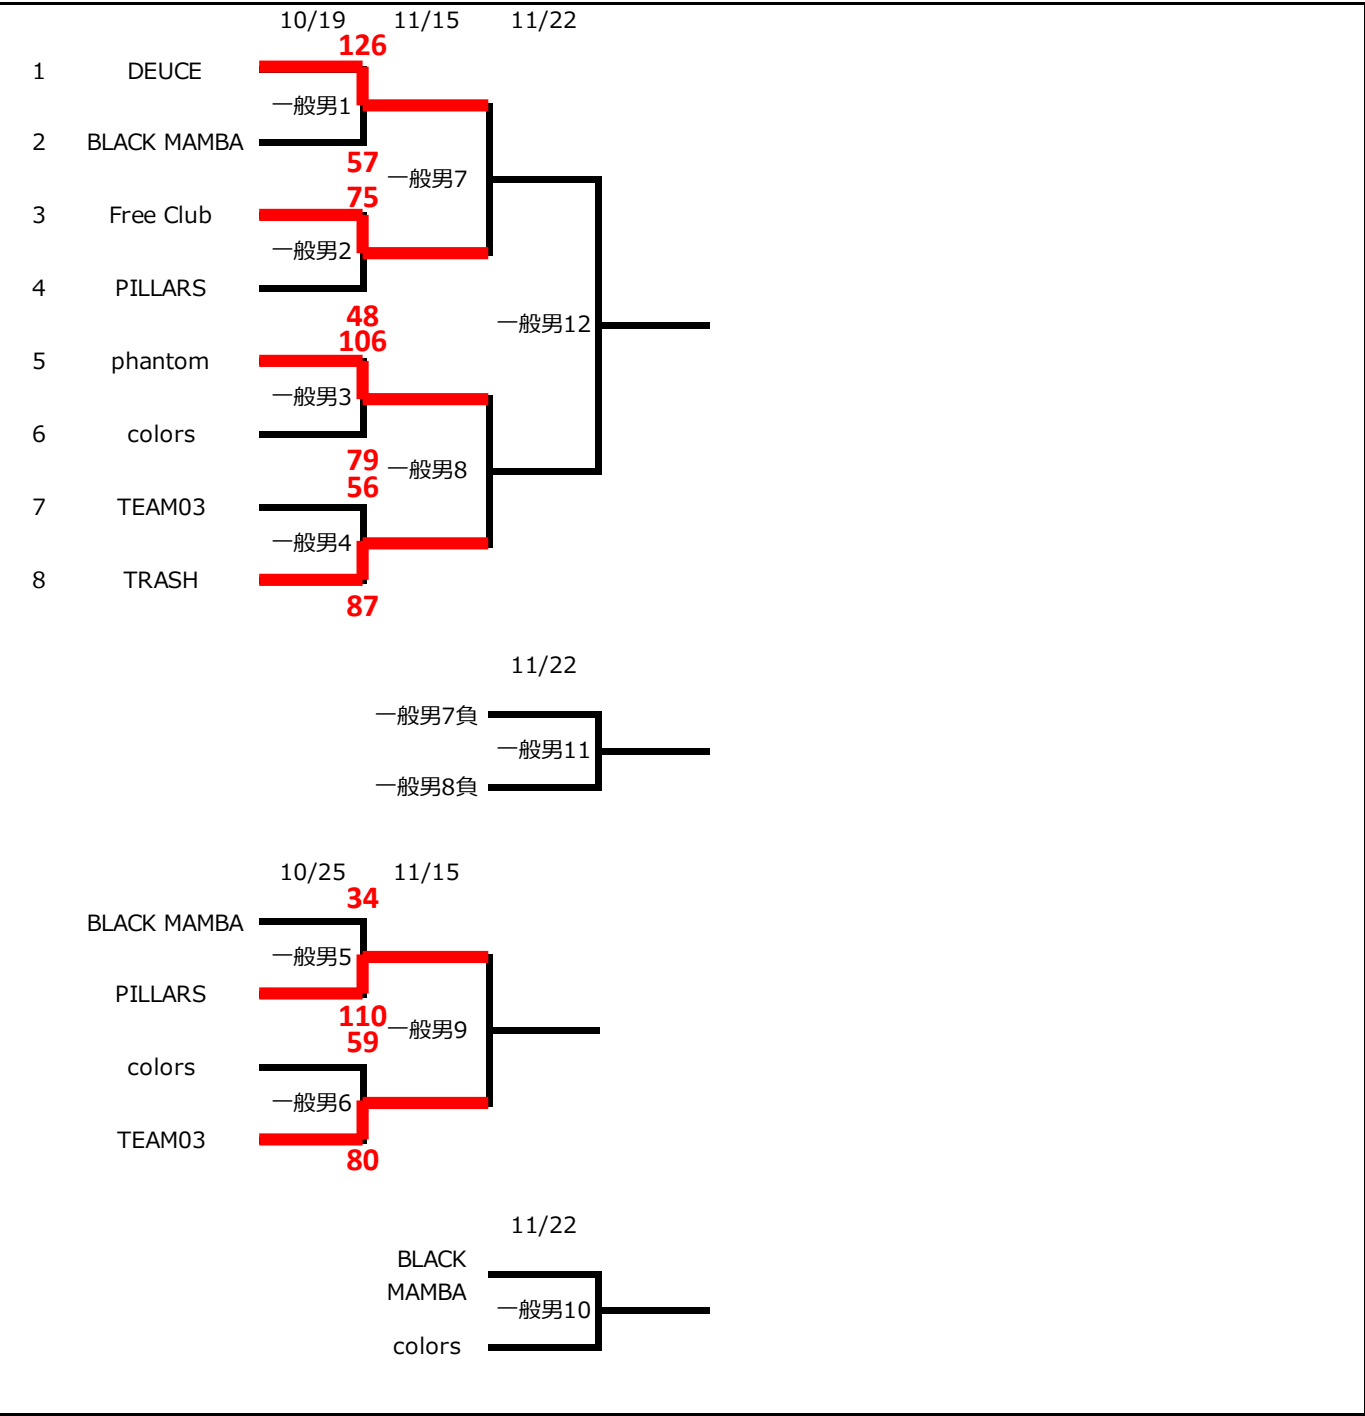 10/19 11/15 11/22
126
1 DEUCE
一般男1
2 BLACK MAMBA
57
一般男7
75
3 Free Club
一般男2
4 PILLARS
48
一般男12
106
5 phantom
一般男3
6 colors
79
一般男8
56
7 TEAM03
一般男4
8 TRASH
87
11/22
一般男7負
一般男11
一般男8負
10/25 11/15
34
BLACK MAMBA
一般男5
PILLARS
110
一般男9
59
colors
一般男6
TEAM03
80
11/22
BLACK
MAMBA
一般男10
colors